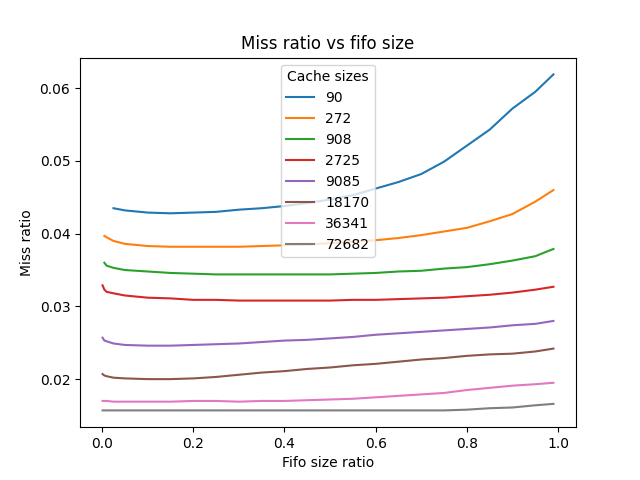 Miss ratio vs fifo size
Miss ratio
0.06
0.05
0.04
0.03
0.02
Cache sizes
90
272
908
2725
9085
18170
36341
72682
0.0 0.2 0.4 0.6 0.8 1.0
Fifo size ratio